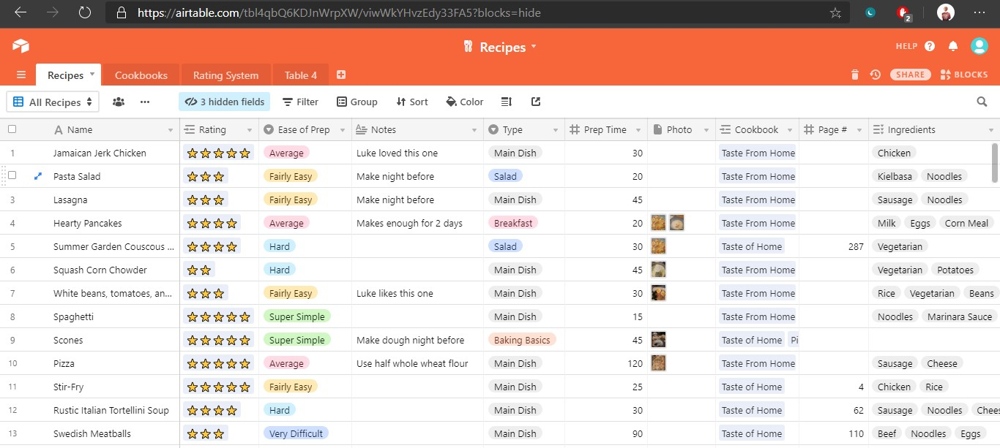 https://airtable.com/tbl4qbQ6KDJnWrpXW/viwWkYHvzEdy33FA5?blocks=hide 2
Recipes HELP
Recipes Cookbooks Rating System Table 4 SHARE BLOCKS
All Recipes 3 hidden fields Filter Group Sort Color
Name Rating Ease of Prep Notes Type Prep Time Photo Cookbook Page # Ingredients
1 Jamaican Jerk Chicken Average Luke loved this one Main Dish 30 Taste From Home Chicken
Pasta Salad Fairly Easy Make night before Salad 20 Taste From Home Kielbasa Noodles
3 Lasagna Fairly Easy Make night before Main Dish 45 Taste From Home Sausage Noodles
4 Hearty Pancakes Average Makes enough for 2 days Breakfast 20 Taste From Home Milk Eggs Corn Meal
5 Summer Garden Couscous ... Hard Salad 30 Taste of Home 287 Vegetarian
6 Squash Corn Chowder Hard Main Dish 45 Taste From Home Vegetarian Potatoes
7 White beans, tomatoes, an... Fairly Easy Luke likes this one Main Dish 30 Taste From Home Rice Vegetarian Beans
8 Spaghetti Super Simple Main Dish 15 Taste From Home Noodles Marinara Sauce
9 Scones Super Simple Make dough night before Baking Basics 45 Taste of Home Pi
10 Pizza Average Use half whole wheat flour Main Dish 120 Taste From Home Sausage Cheese
11 Stir-Fry Fairly Easy Main Dish 25 Taste of Home 4 Chicken Rice
12 Rustic Italian Tortellini Soup Hard Main Dish 30 Taste of Home 62 Sausage Noodles Chees
13 Swedish Meatballs Very Difficult Main Dish 90 Taste of Home 110 Beef Noodles Eggs